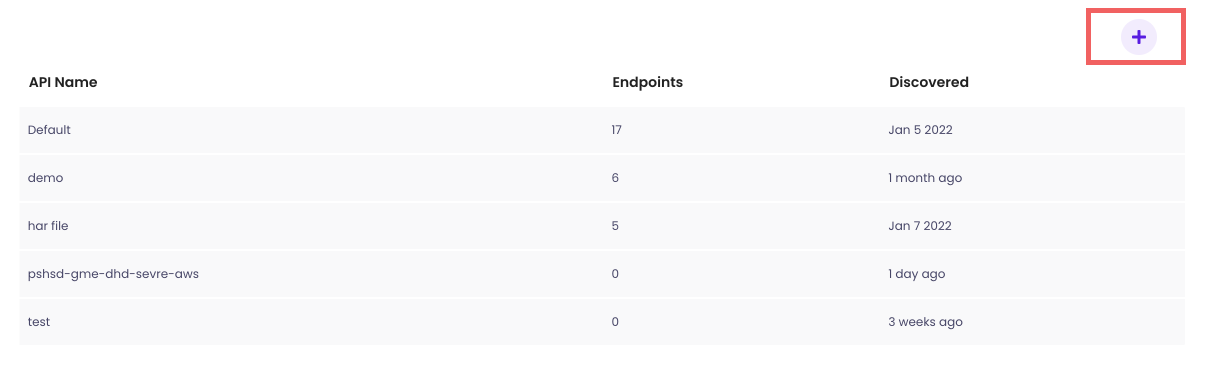 API Name Endpoints Discovered
Default 17 Jan 5 2022
demo 6 1 month ago
har file 5 Jan 7 2022
pshsd-gme-dhd-sevre-aws 0 1 day ago
test 0 3 weeks ago